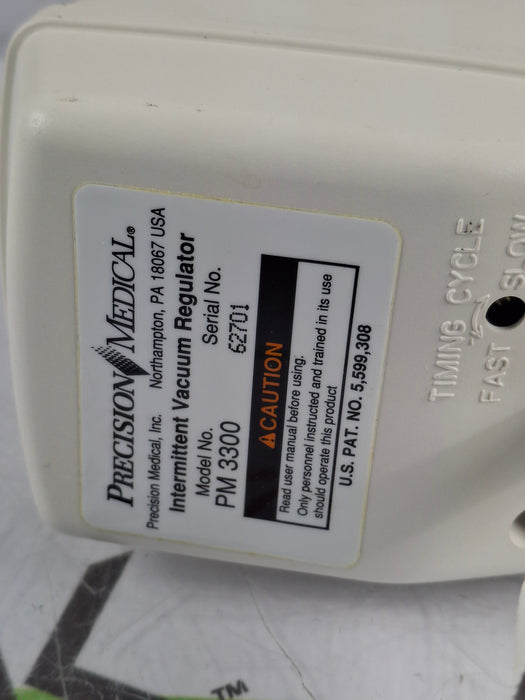 PRECISION MEDICAL®
Precision Medical, Inc. Northampton, PA 18067 USA
Intermittent Vacuum Regulator
Model No. Serial No.
PM 3300 62701
⚠CAUTION
Read user manual before using.
Only personnel instructed and trained in its use
should operate this product
U.S. PAT. NO. 5,599,308
TIMING CYCLE
FAST SLOW
TM